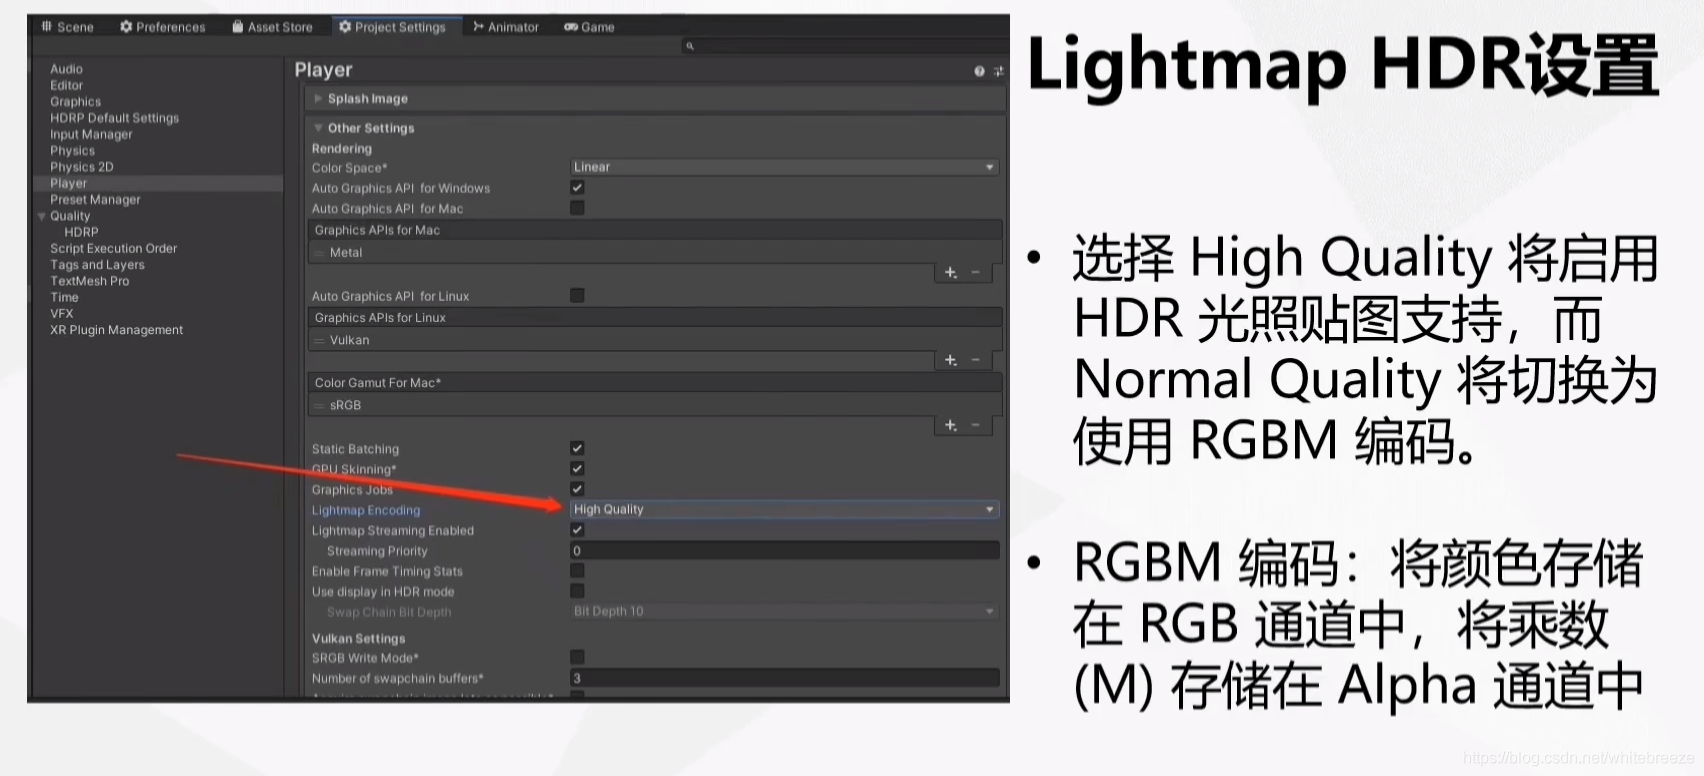 Scene Preferences Asset Store Project Settings Animator Game
Audio
Editor
Graphics
HDRP Default Settings
Input Manager
Physics
Physics 2D
Player
Preset Manager
Quality
HDRP
Script Execution Order
Tags and Layers
TextMesh Pro
Time
VFX
XR Plugin Management
Player
Splash Image
Other Settings
Rendering
Color Space* Linear
Auto Graphics API for Windows
Auto Graphics API for Mac
Graphics APIs for Mac
Metal
Auto Graphics API for Linux
Graphics APIs for Linux
Vulkan
Color Gamut For Mac*
sRGB
Static Batching
GPU Skinning*
Graphics Jobs
Lightmap Encoding High Quality
Lightmap Streaming Enabled
Streaming Priority 0
Enable Frame Timing Stats
Use display in HDR mode
Swap Chain Bit Depth Bit Depth 10
Vulkan Settings
SRGB Write Mode*
Number of swapchain buffers* 3
Lightmap HDR设置
• 选择 High Quality 将启用
HDR 光照贴图支持，而
Normal Quality 将切换为
使用 RGBM 编码。
• RGBM 编码：将颜色存储
在 RGB 通道中，将乘数
(M) 存储在 Alpha 通道中
https://blog.csdn.net/whitebreeze